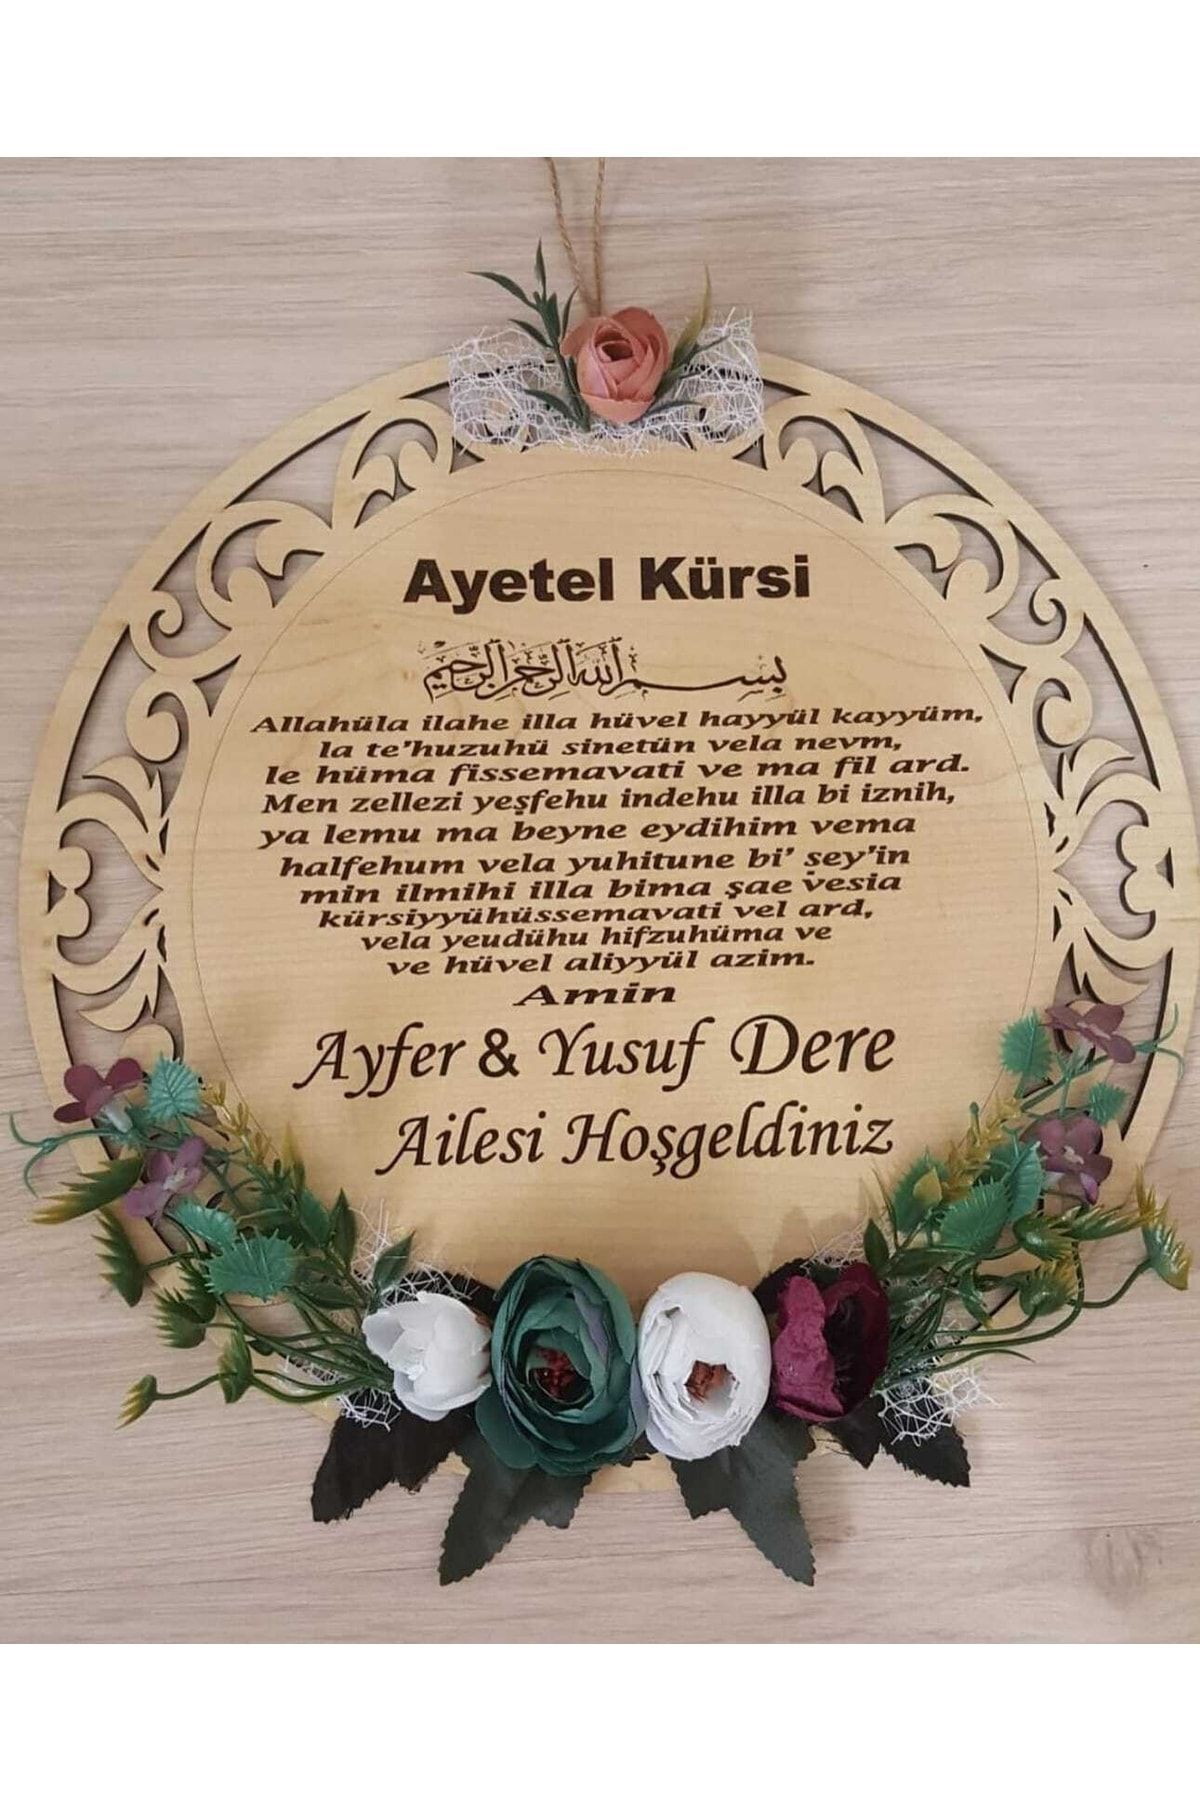 Ayetel Kürsi
بسم الله الرحمن الرحيم
Allahüla ilahe illa hüvel hayyül kayyüm,
la te'huzuhü sinetün vela nevm,
le hüma fissemavati ve ma fil ard.
Men zellezi yeşfehu indehu illa bi iznih,
ya lemu ma beyne eydihim vema
halfehum vela yuhitune bi' şey'in
min ilmihi illa bima şae vesia
kürsiyyühüssemavati vel ard,
vela yeudühu hifzuhüma ve
ve hüvel aliyyül azim.
Amin
Ayfer & Yusuf Dere
Ailesi Hoşgeldiniz